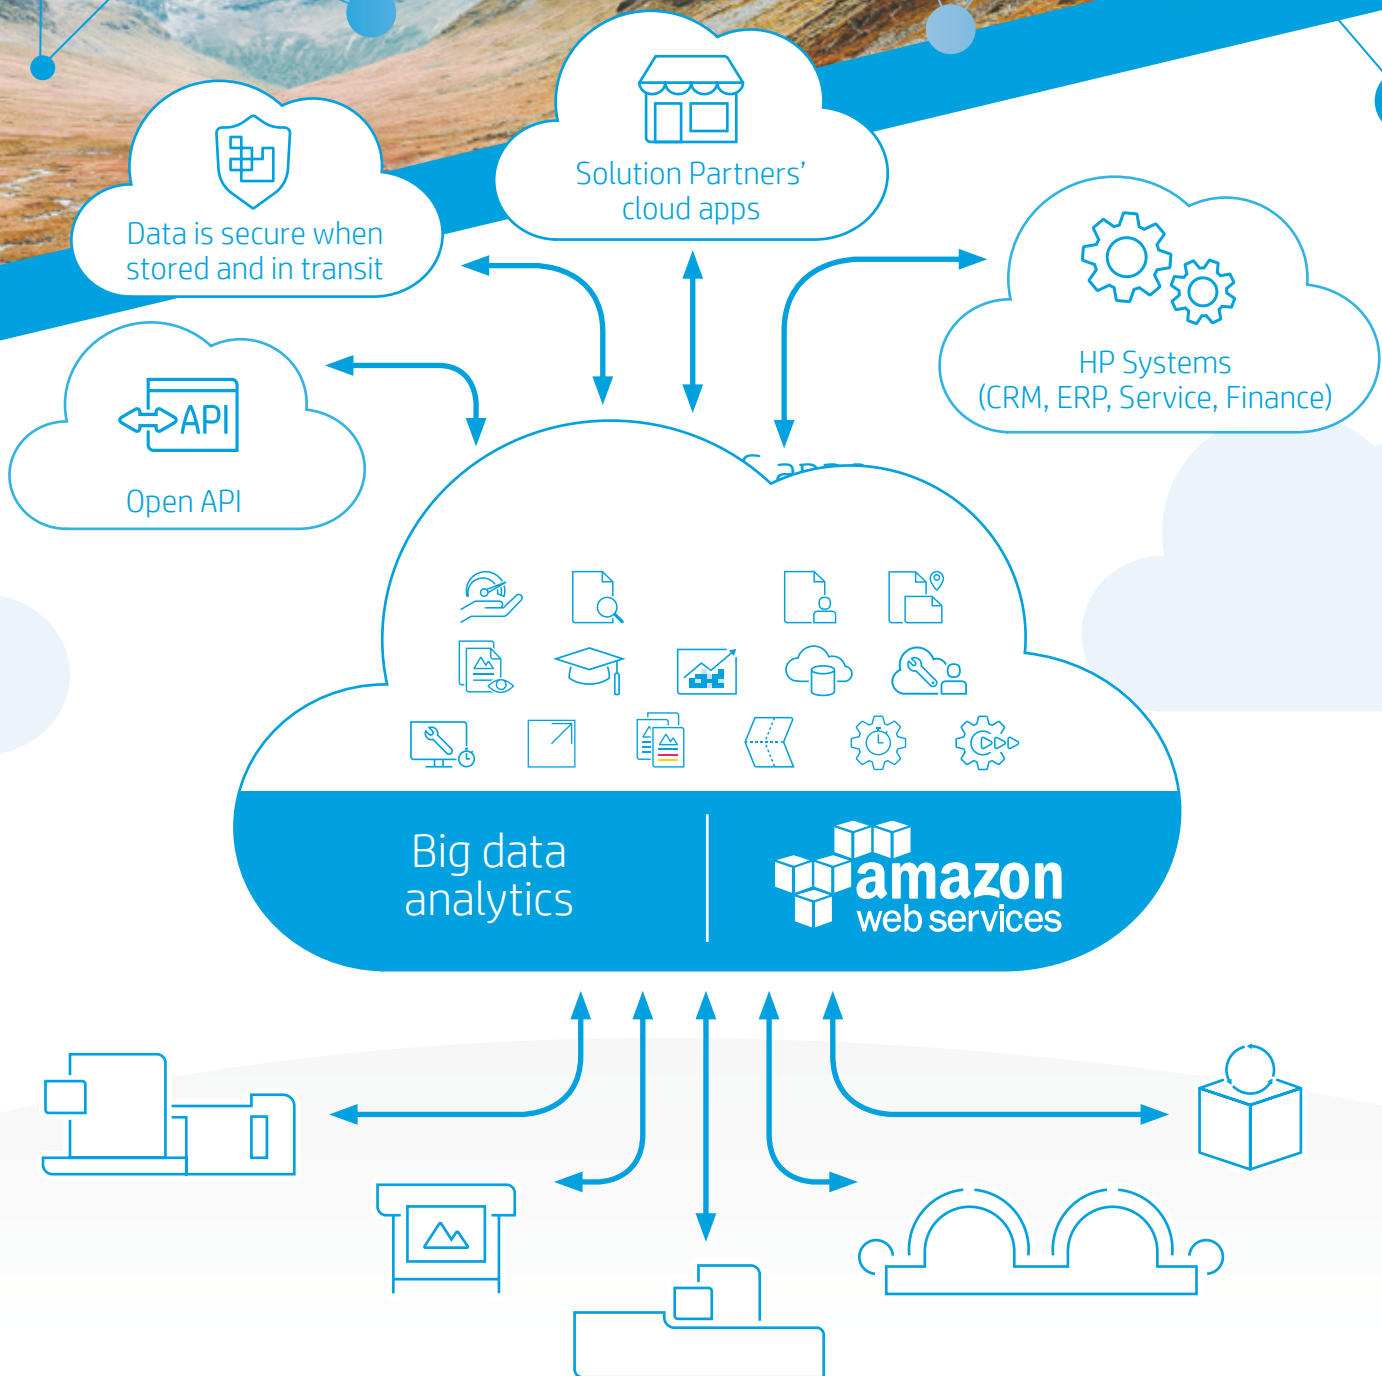 Solution Partners’
cloud apps
Data is secure when
stored and in transit
HP Systems
(CRM, ERP, Service, Finance)
API
Open API
Big data
analytics
amazon
web services